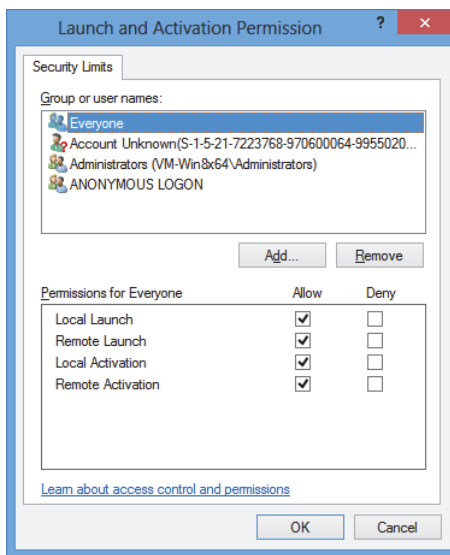 Launch and Activation Permission
?
Security Limits
Group or user names:
Everyone
Account Unknown(S-1-5-21-7223768-970600064-9955020...
Administrators (VM-Win8x64\Administrators)
ANONYMOUS LOGON
Add... Remove
Permissions for Everyone Allow Deny
Local Launch
Remote Launch
Local Activation
Remote Activation
Learn about access control and permissions
OK Cancel